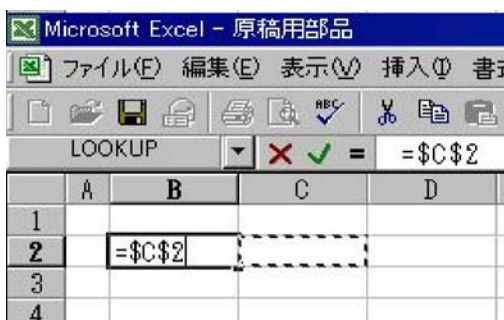 Microsoft Excel - 原稿用部品
ファイル(F) 編集(E) 表示(V) 挿入(I)
ABC
LOOKUP = =$C$2
A B C D
1
2 =$C$2
3
4